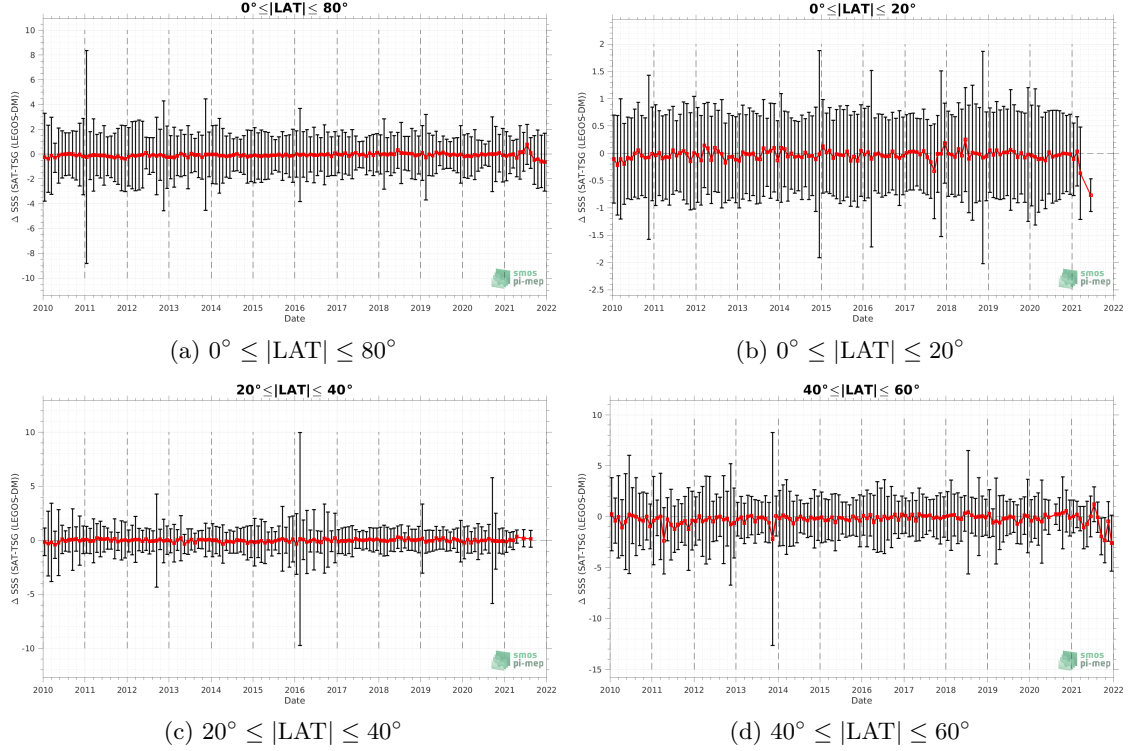 0°≤|LAT|≤ 80°
Δ SSS (SAT-TSG (LEGOS-DM))
10
8
6
4
2
0
-2
-4
-6
-8
-10
2010 2011 2012 2013 2014 2015 2016 2017 2018 2019 2020 2021 2022
Date
smos
pi-mep
(a) 0° ≤ |LAT| ≤ 80°
0°≤|LAT|≤ 20°
Δ SSS (SAT-TSG (LEGOS-DM))
2
1.5
1
0.5
0
-0.5
-1
-1.5
-2
-2.5
2010 2011 2012 2013 2014 2015 2016 2017 2018 2019 2020 2021 2022
Date
smos
pi-mep
(b) 0° ≤ |LAT| ≤ 20°
20°≤|LAT|≤ 40°
Δ SSS (SAT-TSG (LEGOS-DM))
10
5
0
-5
-10
2010 2011 2012 2013 2014 2015 2016 2017 2018 2019 2020 2021 2022
Date
smos
pi-mep
(c) 20° ≤ |LAT| ≤ 40°
40°≤|LAT|≤ 60°
Δ SSS (SAT-TSG (LEGOS-DM))
10
5
0
-5
-10
-15
2010 2011 2012 2013 2014 2015 2016 2017 2018 2019 2020 2021 2022
Date
smos
pi-mep
(d) 40° ≤ |LAT| ≤ 60°